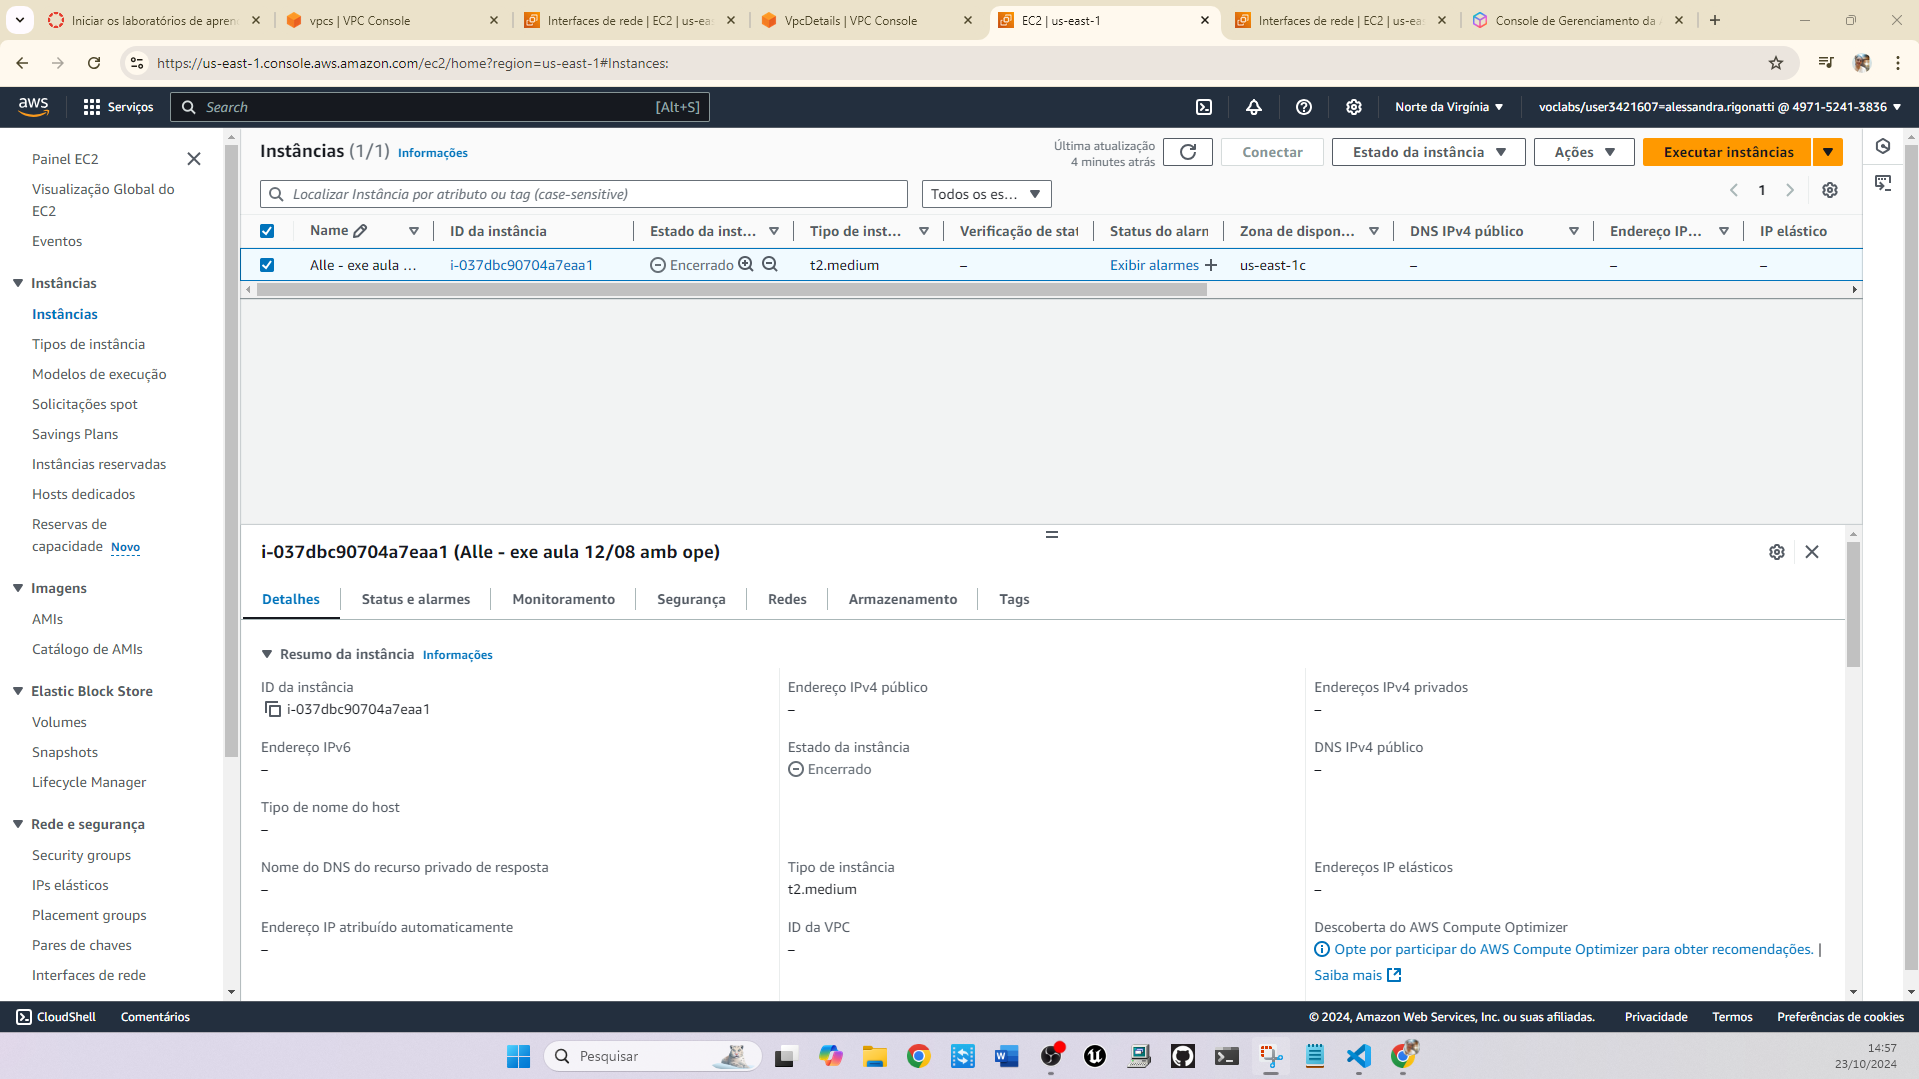 Iniciar os laboratórios de apren
vpcs | VPC Console
Interfaces de rede | EC2 | us-eas
VpcDetails | VPC Console
EC2 | us-east-1
Interfaces de rede | EC2 | us-eas
Console de Gerenciamento da A
https://us-east-1.console.aws.amazon.com/ec2/home?region=us-east-1#Instances:
aws
Serviços
Search
[Alt+S]
Norte da Virgínia
voclabs/user3421607=alessandra.rigonatti @ 4971-5241-3836
Painel EC2
Visualização Global do
EC2
Eventos
Instâncias
Instâncias
Tipos de instância
Modelos de execução
Solicitações spot
Savings Plans
Instâncias reservadas
Hosts dedicados
Reservas de
capacidade Novo
Imagens
AMIs
Catálogo de AMIs
Elastic Block Store
Volumes
Snapshots
Lifecycle Manager
Rede e segurança
Security groups
IPs elásticos
Placement groups
Pares de chaves
Interfaces de rede
Instâncias (1/1) Informações
Última atualização
4 minutes atrás
Conectar
Estado da instância
Ações
Executar instâncias
Localizar Instância por atributo ou tag (case-sensitive)
Todos os es...
1
Name
ID da instância
Estado da inst...
Tipo de inst...
Verificação de stat
Status do alarm
Zona de dispon...
DNS IPv4 público
Endereço IP...
IP elástico
Alle - exe aula ...
i-037dbc90704a7eaa1
Encerrado
t2.medium
–
Exibir alarmes +
us-east-1c
–
–
–
i-037dbc90704a7eaa1 (Alle - exe aula 12/08 amb ope)
Detalhes
Status e alarmes
Monitoramento
Segurança
Redes
Armazenamento
Tags
Resumo da instância Informações
ID da instância
i-037dbc90704a7eaa1
Endereço IPv4 público
–
Endereços IPv4 privados
–
Endereço IPv6
–
Estado da instância
Encerrado
DNS IPv4 público
–
Tipo de nome do host
–
Nome do DNS do recurso privado de resposta
–
Tipo de instância
t2.medium
Endereços IP elásticos
–
Endereço IP atribuído automaticamente
–
ID da VPC
–
Descoberta do AWS Compute Optimizer
Opte por participar do AWS Compute Optimizer para obter recomendações. |
Saiba mais
CloudShell
Comentários
© 2024, Amazon Web Services, Inc. ou suas afiliadas.
Privacidade
Termos
Preferências de cookies
Pesquisar
14:57
23/10/2024